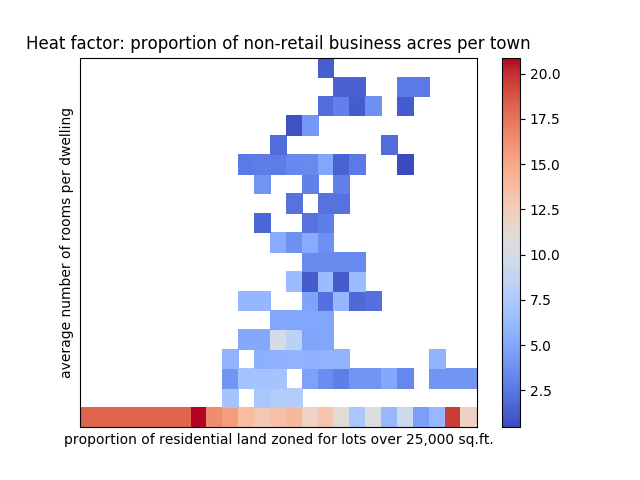 Heat factor: proportion of non-retail business acres per town
average number of rooms per dwelling
20.0
17.5
15.0
12.5
10.0
7.5
5.0
2.5
proportion of residential land zoned for lots over 25,000 sq.ft.